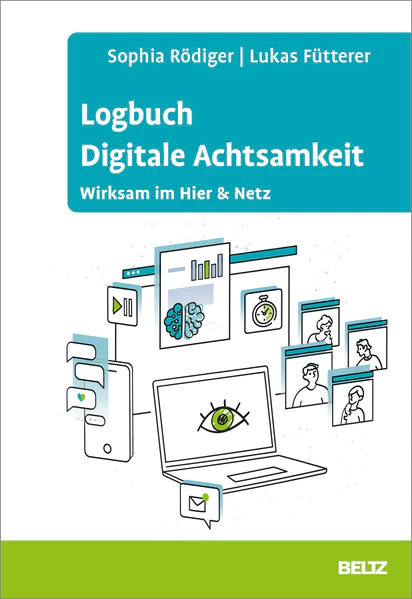 Sophia Rödiger | Lukas Fütterer
Logbuch
Digitale Achtsamkeit
Wirksam im Hier & Netz
BELTZ